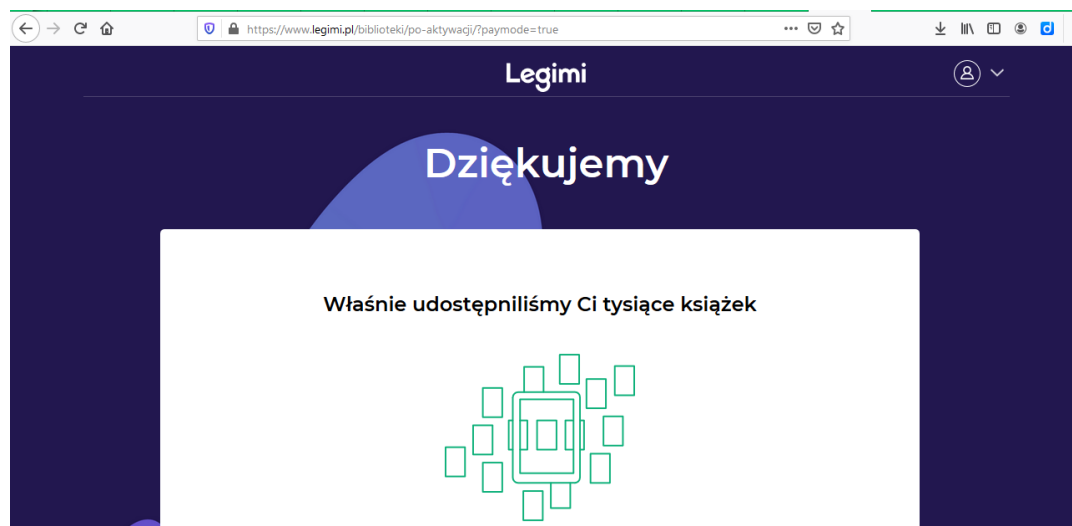 https://www.legimi.pl/biblioteki/po-aktywacji/?paymode=true
Legimi
Dziękujemy
Właśnie udostępniliśmy Ci tysiące książek